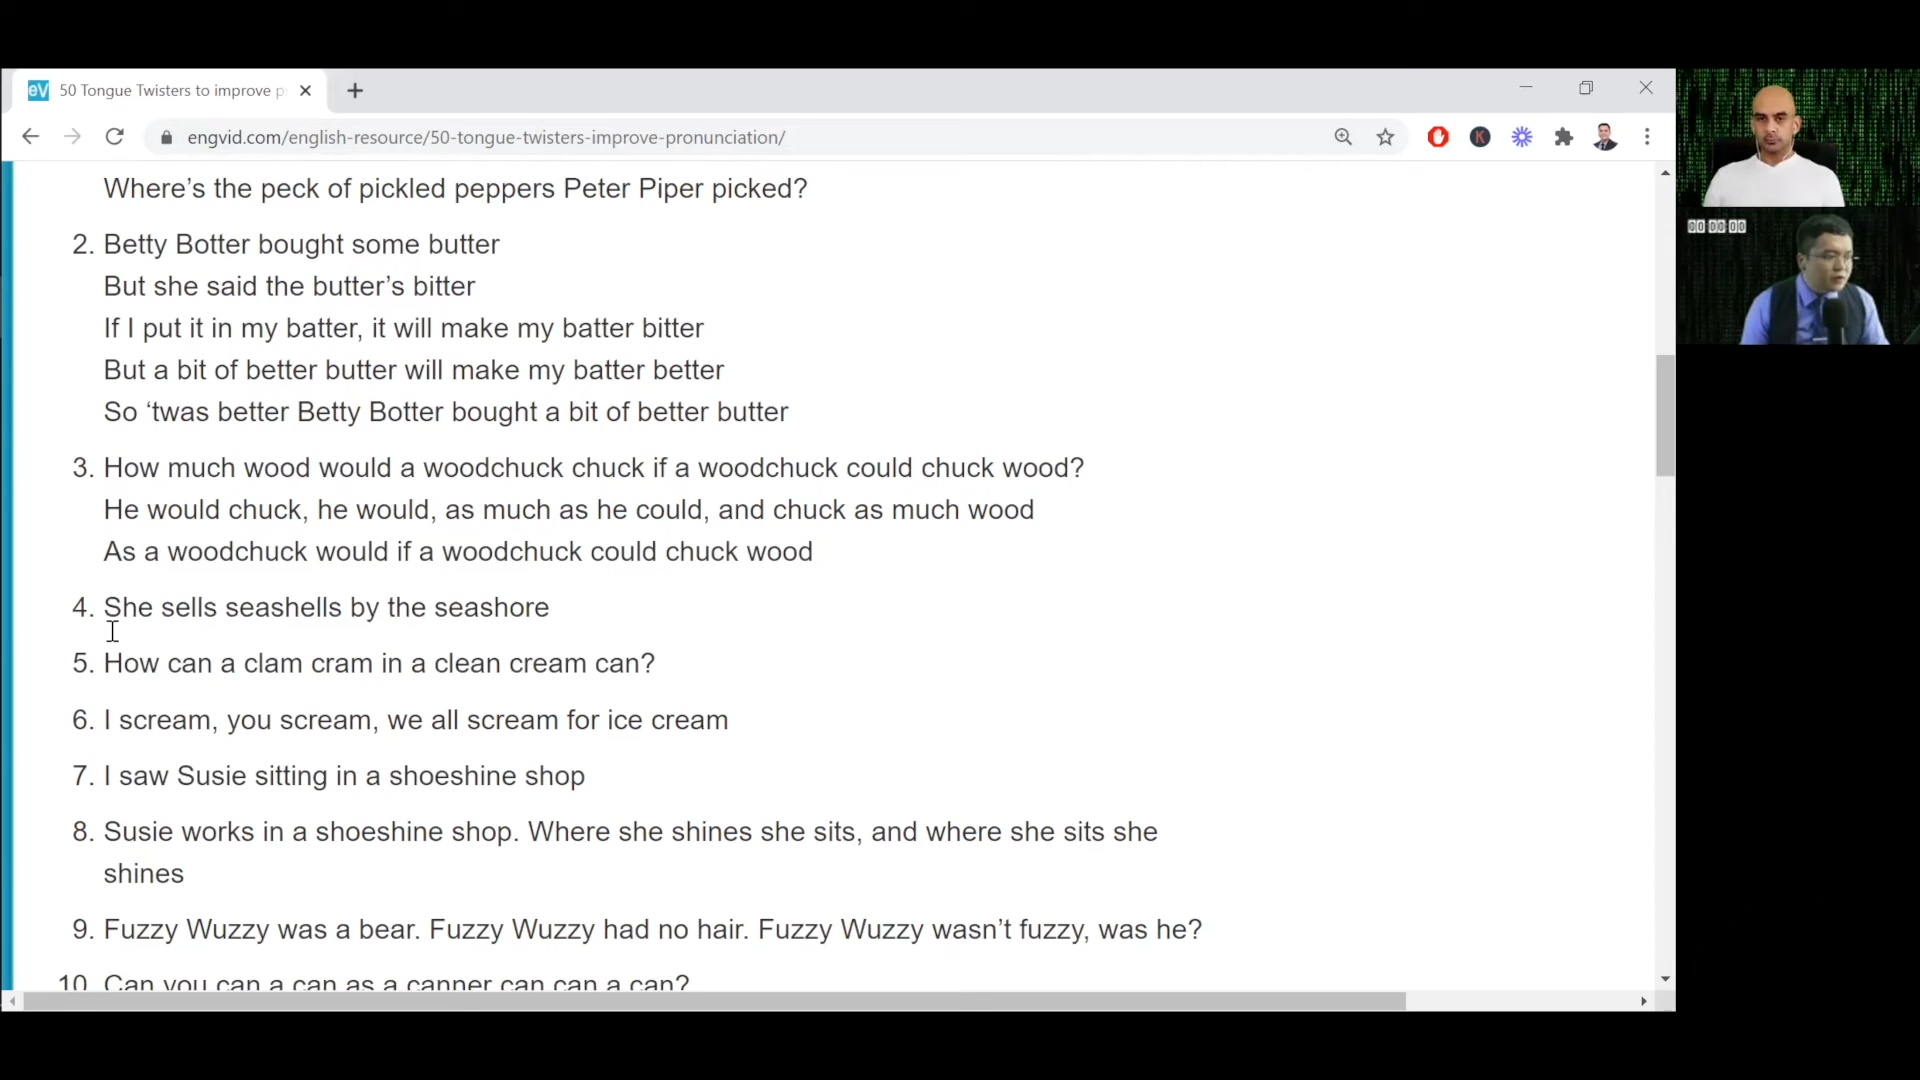 eV 50 Tongue Twisters to improve p
engvid.com/english-resource/50-tongue-twisters-improve-pronunciation/
K
00:00:00
Where’s the peck of pickled peppers Peter Piper picked?
2. Betty Botter bought some butter
But she said the butter’s bitter
If I put it in my batter, it will make my batter bitter
But a bit of better butter will make my batter better
So ‘twas better Betty Botter bought a bit of better butter
3. How much wood would a woodchuck chuck if a woodchuck could chuck wood?
He would chuck, he would, as much as he could, and chuck as much wood
As a woodchuck would if a woodchuck could chuck wood
4. She sells seashells by the seashore
5. How can a clam cram in a clean cream can?
6. I scream, you scream, we all scream for ice cream
7. I saw Susie sitting in a shoeshine shop
8. Susie works in a shoeshine shop. Where she shines she sits, and where she sits she
shines
9. Fuzzy Wuzzy was a bear. Fuzzy Wuzzy had no hair. Fuzzy Wuzzy wasn’t fuzzy, was he?
10. Can you can a can as a canner can can a can?